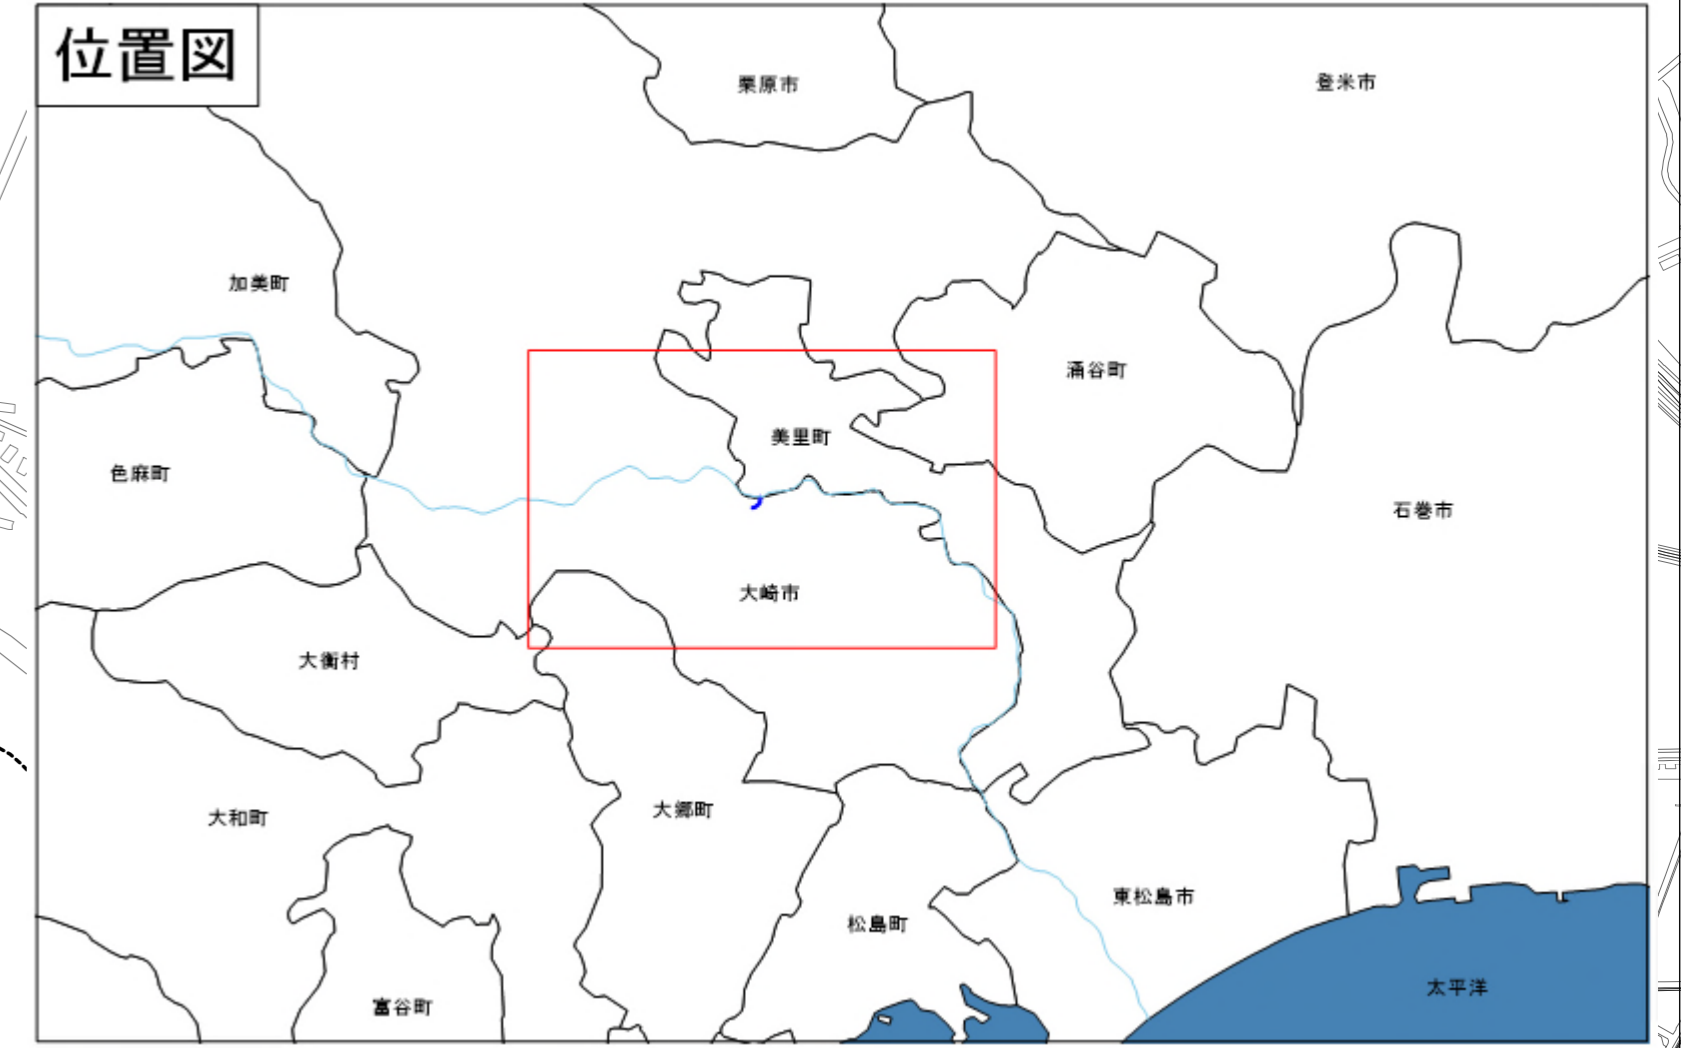 位置図
栗原市
登米市
加美町
涌谷町
美里町
色麻町
石巻市
大崎市
大衡村
大郷町
大和町
東松島市
松島町
太平洋
富谷町